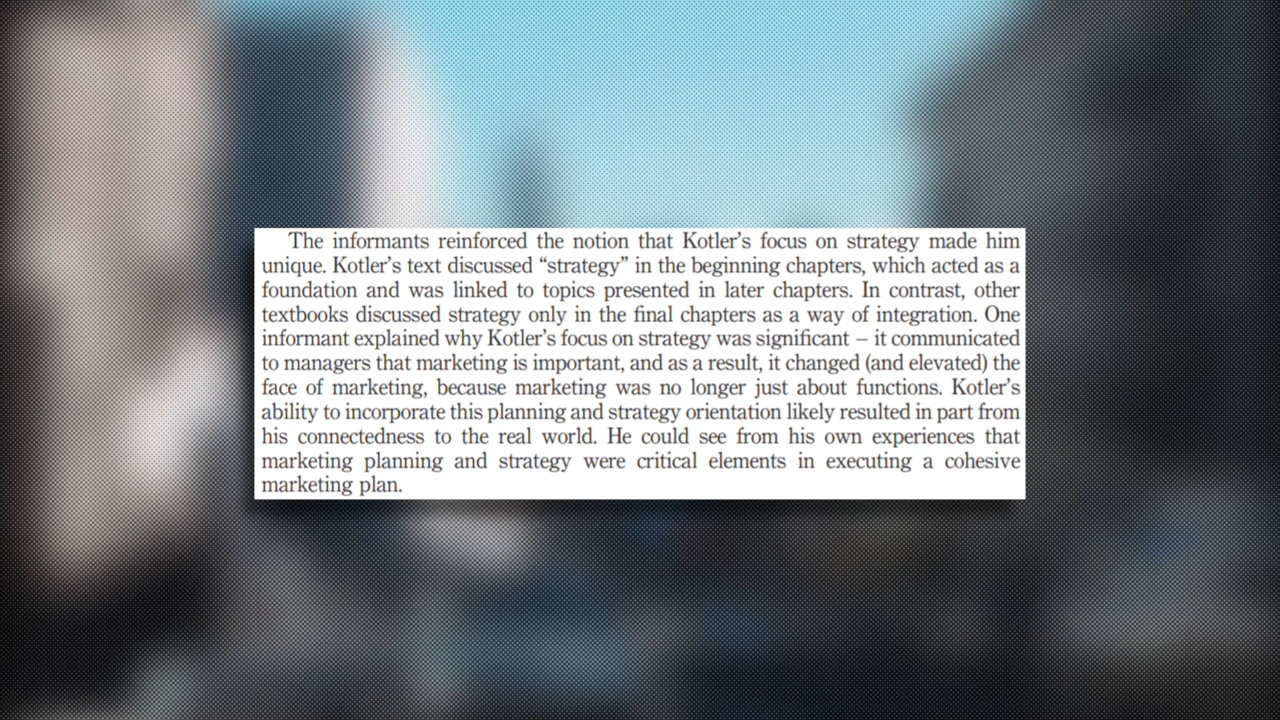 The informants reinforced the notion that Kotler's focus on strategy made him
unique. Kotler's text discussed “strategy” in the beginning chapters, which acted as a
foundation and was linked to topics presented in later chapters. In contrast, other
textbooks discussed strategy only in the final chapters as a way of integration. One
informant explained why Kotler's focus on strategy was significant – it communicated
to managers that marketing is important, and as a result, it changed (and elevated) the
face of marketing, because marketing was no longer just about functions. Kotler's
ability to incorporate this planning and strategy orientation likely resulted in part from
his connectedness to the real world. He could see from his own experiences that
marketing planning and strategy were critical elements in executing a cohesive
marketing plan.